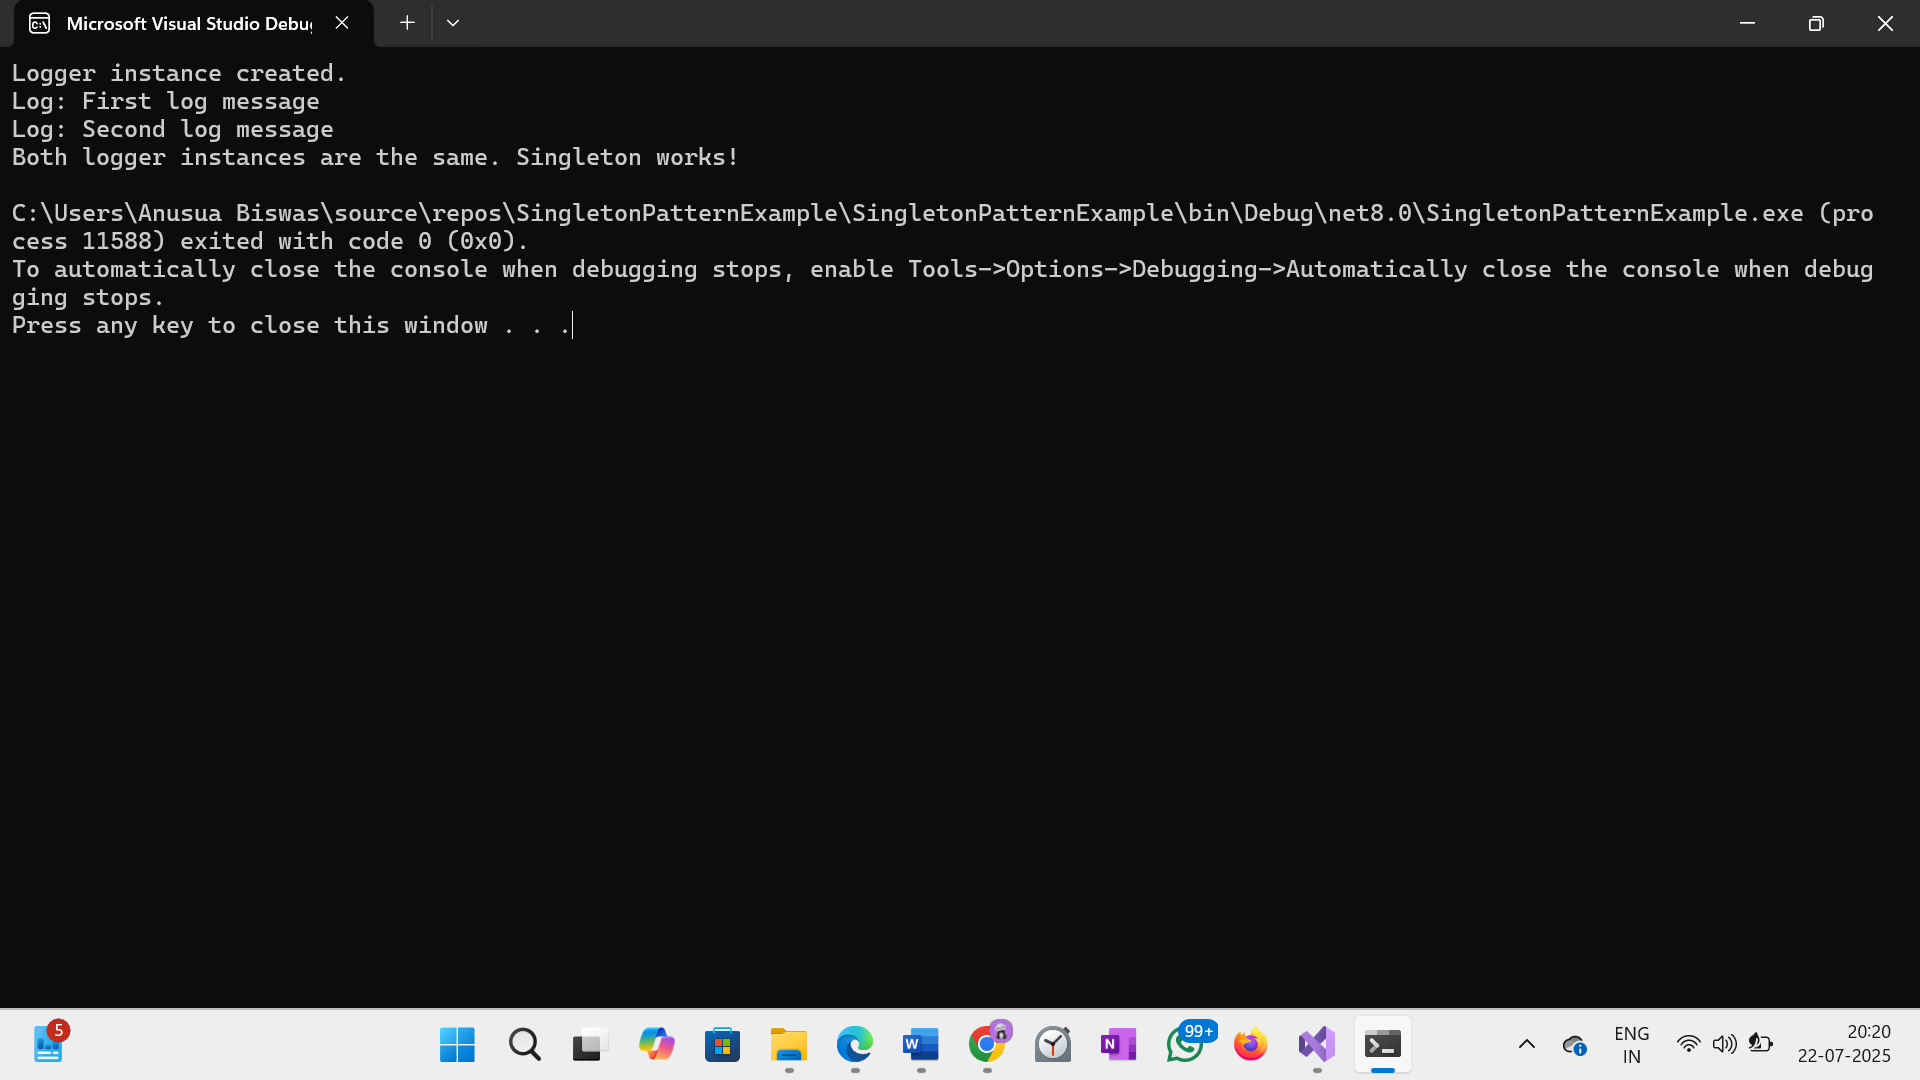 Microsoft Visual Studio Debug
Logger instance created.
Log: First log message
Log: Second log message
Both logger instances are the same. Singleton works!
C:\Users\Anusua Biswas\source\repos\SingletonPatternExample\SingletonPatternExample\bin\Debug\net8.0\SingletonPatternExample.exe (pro
cess 11588) exited with code 0 (0x0).
To automatically close the console when debugging stops, enable Tools->Options->Debugging->Automatically close the console when debug
ging stops.
Press any key to close this window . . .
5
99+
ENG
IN
20:20
22-07-2025